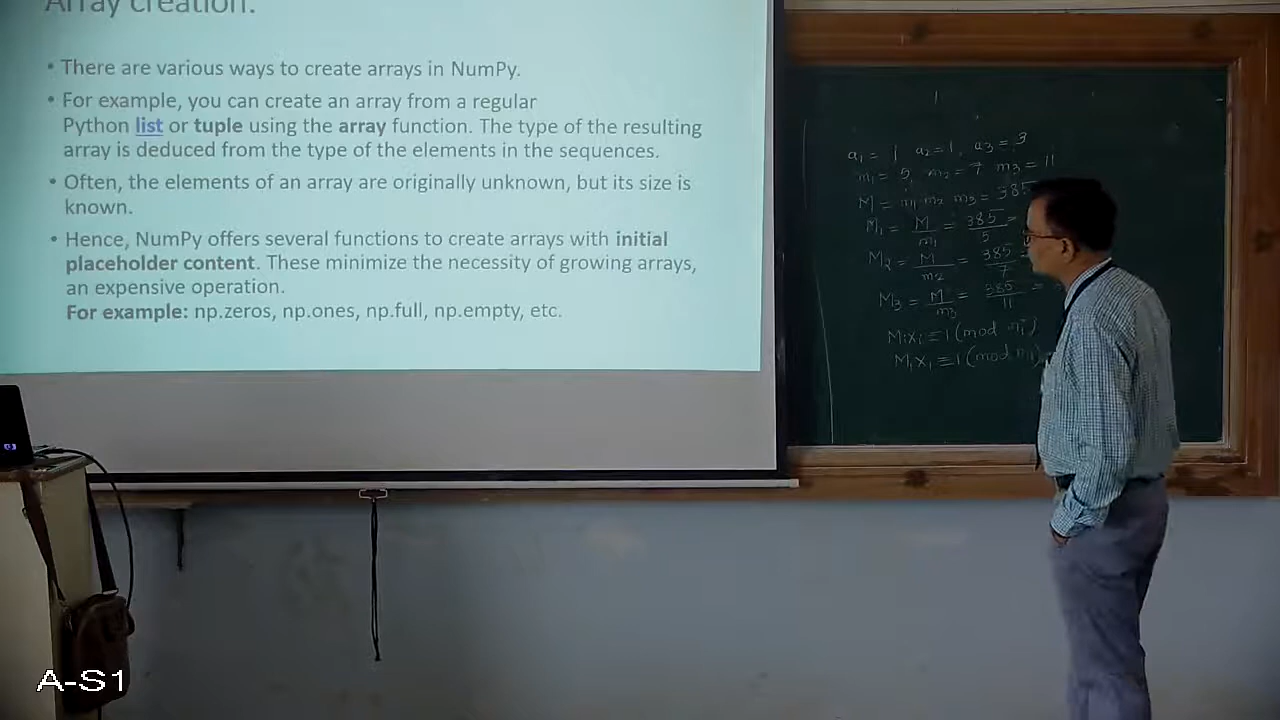 Array creation:
• There are various ways to create arrays in NumPy.
• For example, you can create an array from a regular
Python list or tuple using the array function. The type of the resulting
array is deduced from the type of the elements in the sequences.
• Often, the elements of an array are originally unknown, but its size is
known.
• Hence, NumPy offers several functions to create arrays with initial
placeholder content. These minimize the necessity of growing arrays,
an expensive operation.
For example: np.zeros, np.ones, np.full, np.empty, etc.
a₁ = 1 a₂ = 1, a₃ = 3
m₁ = 5, m₂ = 7 m₃ = 11
M = m₁ m₂ m₃ = 385
M₁ = M/m₁ = 385/5 =
M₂ = M/m₂ = 385/7 =
M₃ = M/m₃ = 385/11 =
Mᵢxᵢ ≡ 1 (mod mᵢ)
M₁x₁ ≡ 1 (mod m₁)
A-S1